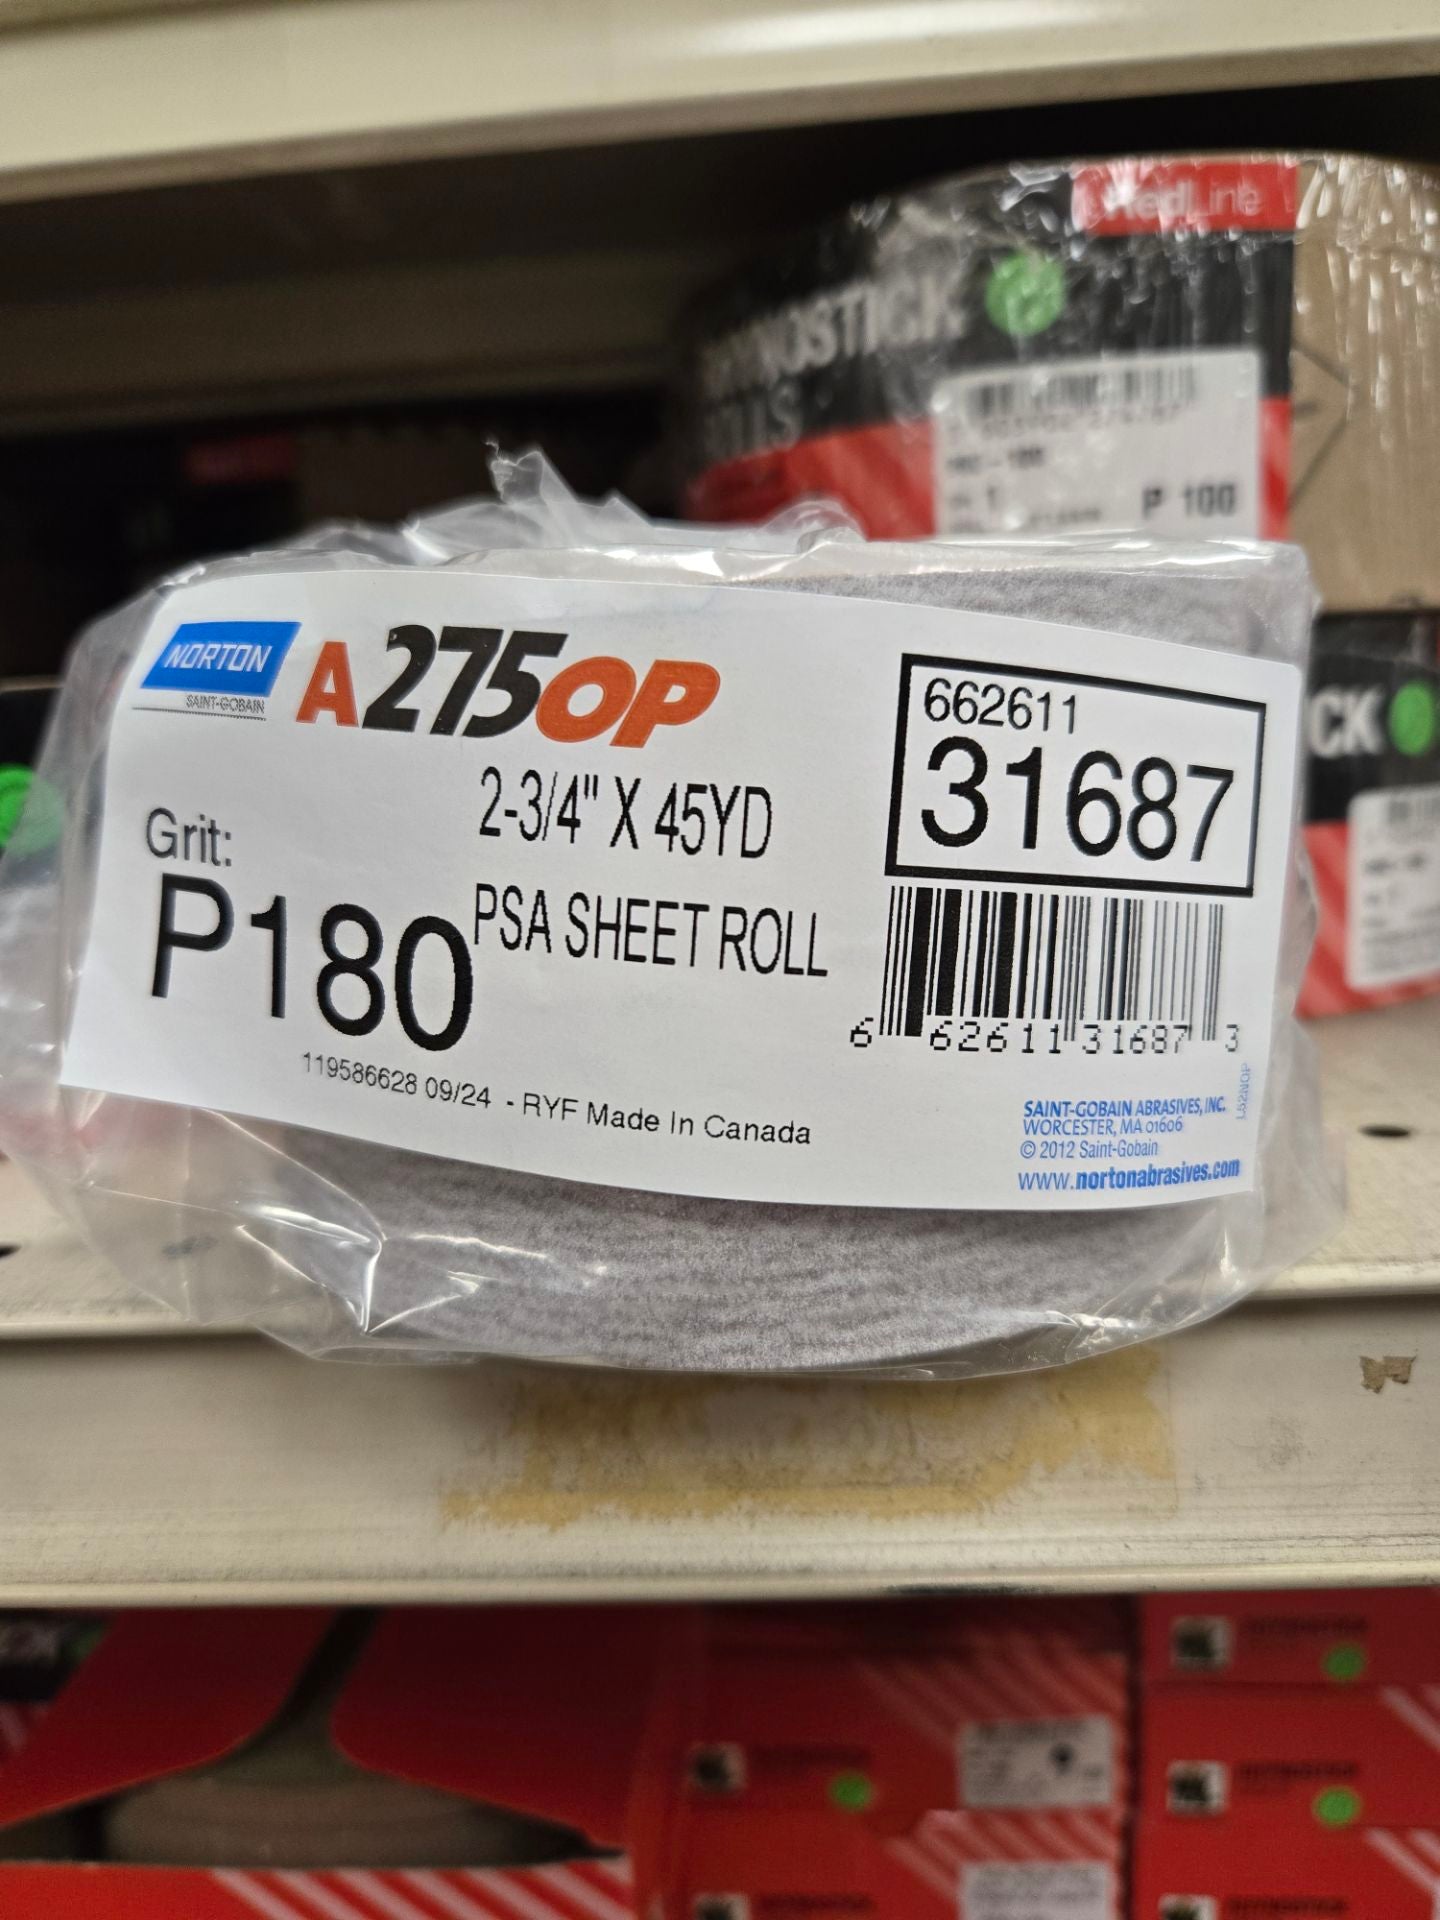 RedLine
P 100
CK
NORTON
SAINT-GOBAIN
A275OP
2-3/4" X 45YD
PSA SHEET ROLL
Grit:
P180
662611
31687
6 62611 31687 3
119586628 09/24 - RYF Made In Canada
SAINT-GOBAIN ABRASIVES, INC.
WORCESTER, MA 01606
© 2012 Saint-Gobain
www.nortonabrasives.com